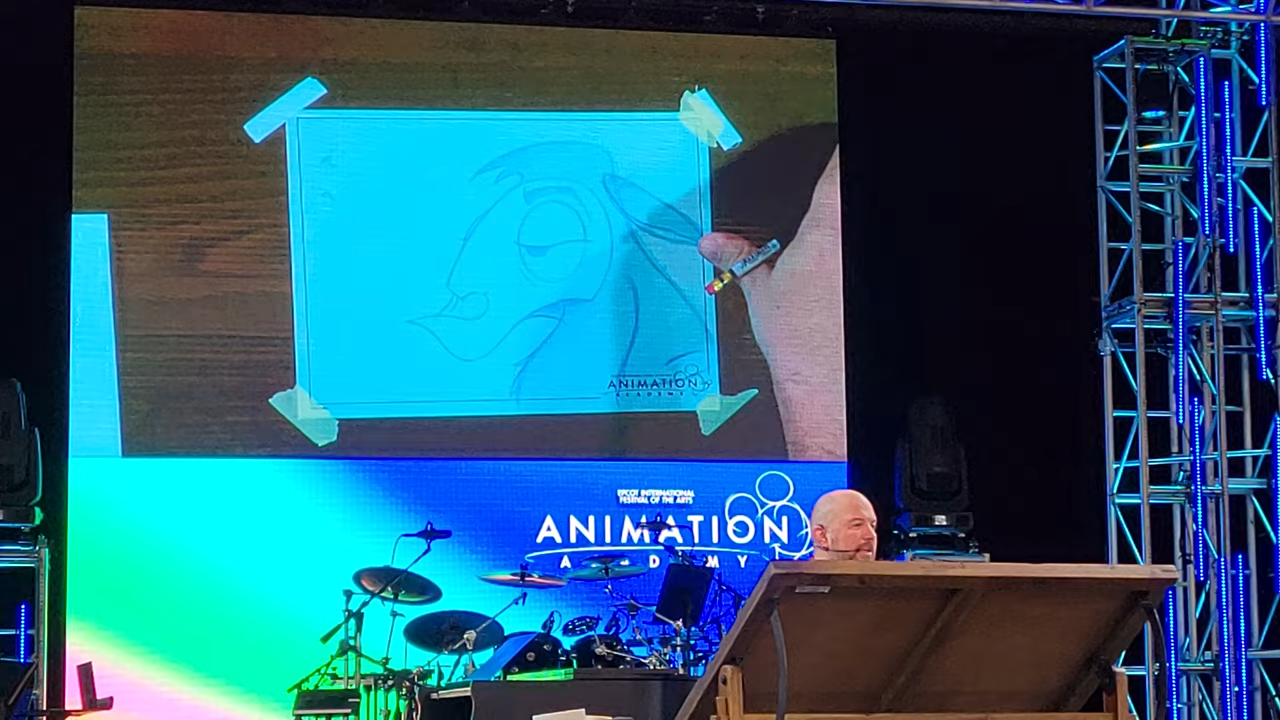 ANIMATION
ACADEMY
EPCOT INTERNATIONAL
FESTIVAL OF THE ARTS
ANIMATION
ACADEMY